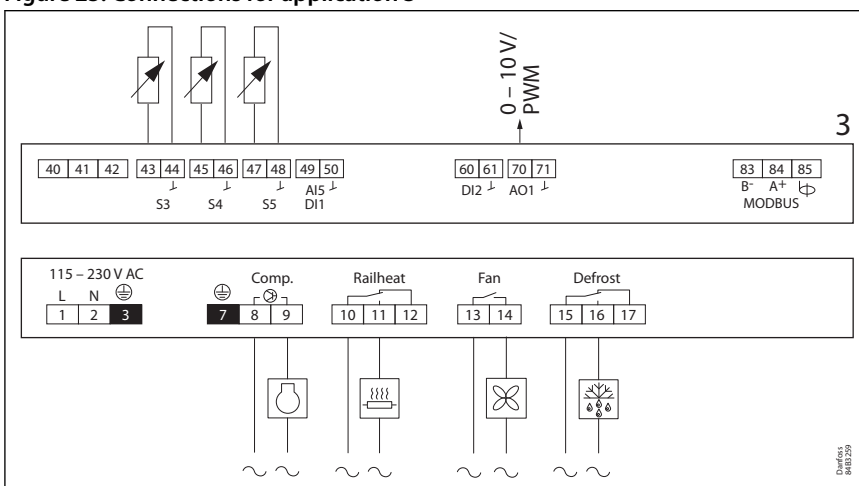 Figure 23: Connections for application 3
0 – 10 V/
PWM
3
40 41 42 43 44 45 46 47 48 49 50 60 61 70 71 83 84 85
AI5 DI2 AO1 B- A+
S3 S4 S5 DI1 MODBUS
115 – 230 V AC Comp. Railheat Fan Defrost
L N
1 2 3 7 8 9 10 11 12 13 14 15 16 17
Danfoss
84B3259